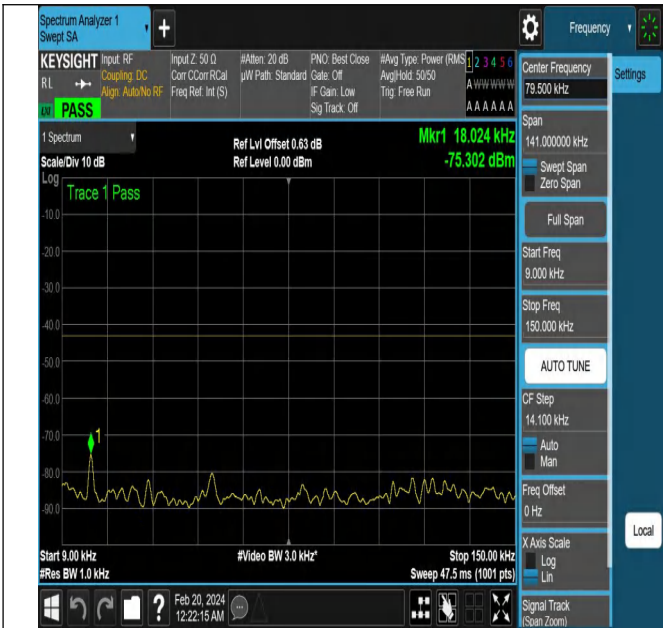 Spectrum Analyzer 1
Swept SA
+
Frequency
KEYSIGHT
Input: RF
Coupling: DC
Align: Auto/No RF
Input Z: 50 Ω
Corr CCorr RCal
Freq Ref: Int (S)
#Atten: 20 dB
µW Path: Standard
PNO: Best Close
Gate: Off
IF Gain: Low
Sig Track: Off
#Avg Type: Power (RMS
Avg|Hold: 50/50
Trig: Free Run
1 2 3 4 5 6
A W W W W W
A A A A A A
R L
PASS
1 Spectrum
Scale/Div 10 dB
Ref Lvl Offset 0.63 dB
Ref Level 0.00 dBm
Mkr1 18.024 kHz
-75.302 dBm
Log
Trace 1 Pass
-10.0
-20.0
-30.0
-40.0
-50.0
-60.0
-70.0
1
-80.0
-90.0
Start 9.00 kHz
#Res BW 1.0 kHz
#Video BW 3.0 kHz*
Stop 150.00 kHz
Sweep 47.5 ms (1001 pts)
Feb 20, 2024
12:22:15 AM
Center Frequency
79.500 kHz
Settings
Span
141.000000 kHz
Swept Span
Zero Span
Full Span
Start Freq
9.000 kHz
Stop Freq
150.000 kHz
AUTO TUNE
CF Step
14.100 kHz
Auto
Man
Freq Offset
0 Hz
X Axis Scale
Log
Lin
Local
Signal Track
(Span Zoom)